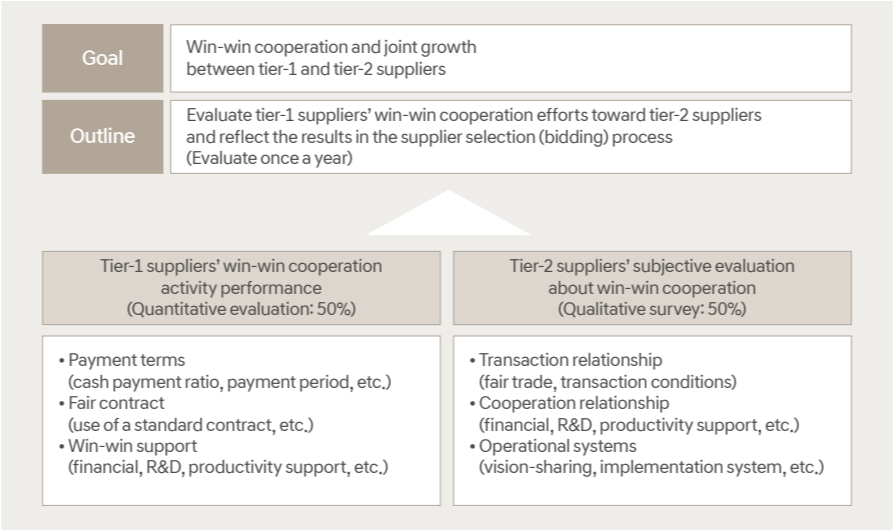 Goal
Win-win cooperation and joint growth
between tier-1 and tier-2 suppliers
Outline
Evaluate tier-1 suppliers’ win-win cooperation efforts toward tier-2 suppliers
and reflect the results in the supplier selection (bidding) process
(Evaluate once a year)
Tier-1 suppliers’ win-win cooperation
activity performance
(Quantitative evaluation: 50%)
• Payment terms
(cash payment ratio, payment period, etc.)
• Fair contract
(use of a standard contract, etc.)
• Win-win support
(financial, R&D, productivity support, etc.)
Tier-2 suppliers’ subjective evaluation
about win-win cooperation
(Qualitative survey: 50%)
• Transaction relationship
(fair trade, transaction conditions)
• Cooperation relationship
(financial, R&D, productivity support, etc.)
• Operational systems
(vision-sharing, implementation system, etc.)